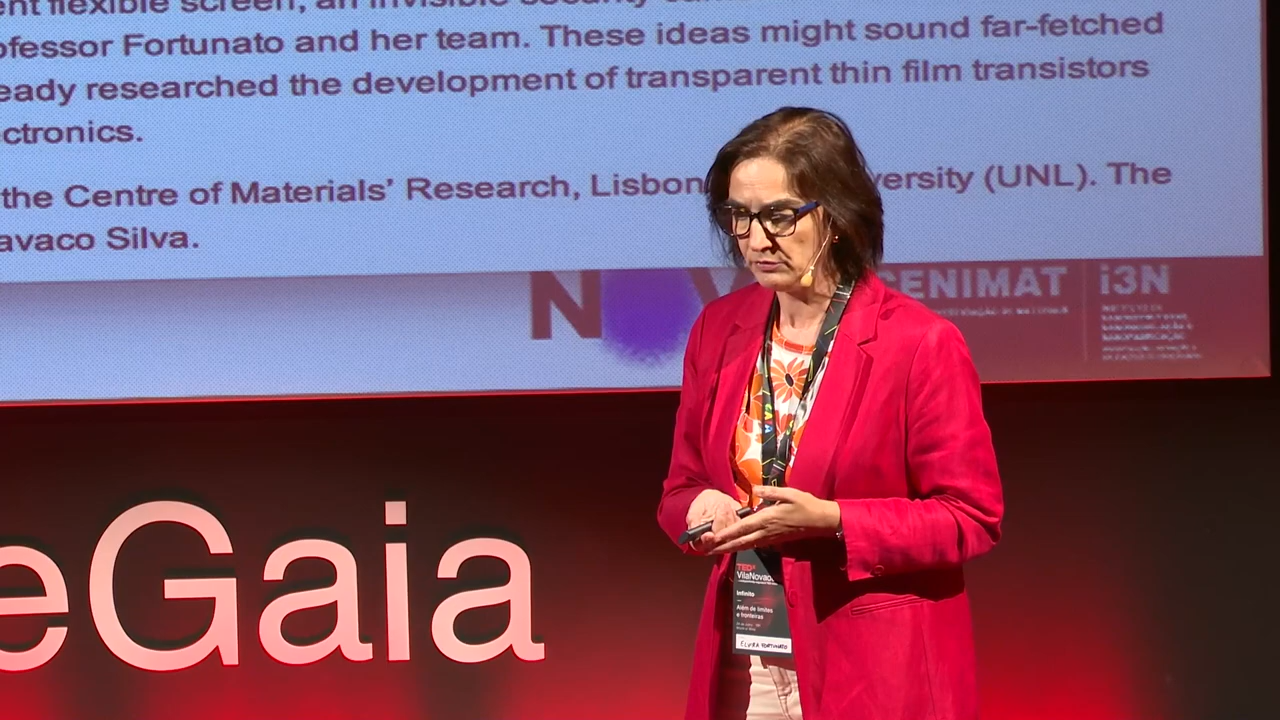 ent flexible screen, an invisible security
ofessor Fortunato and her team. These ideas might sound far-fetched
eady researched the development of transparent thin film transistors
ctronics.
the Centre of Materials' Research, Lisbon versity (UNL). The
avaco Silva.
NOV
CENIMAT
i3N
eGaia
TEDx
VilaNovaD
Infinito
Além de limites
e fronteiras
ELVIRA FORTUNATO